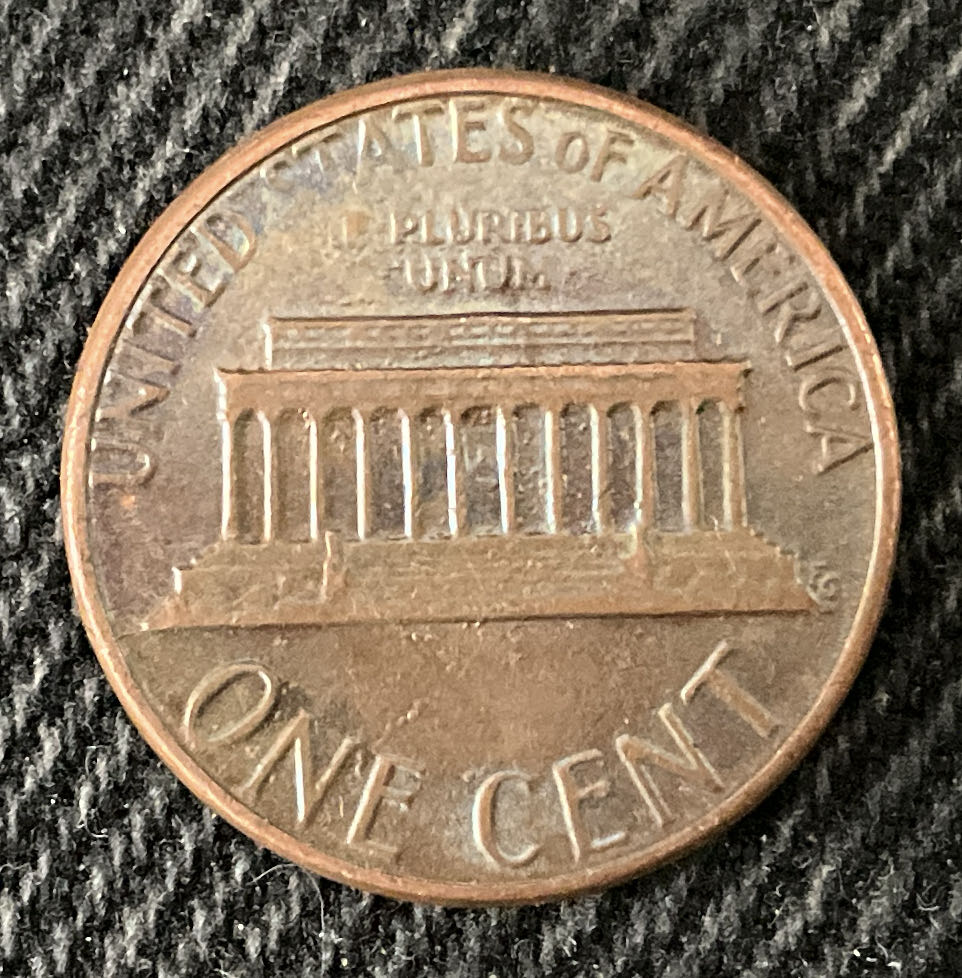 UNITED STATES OF AMERICA
E PLURIBUS
UNUM
ONE CENT